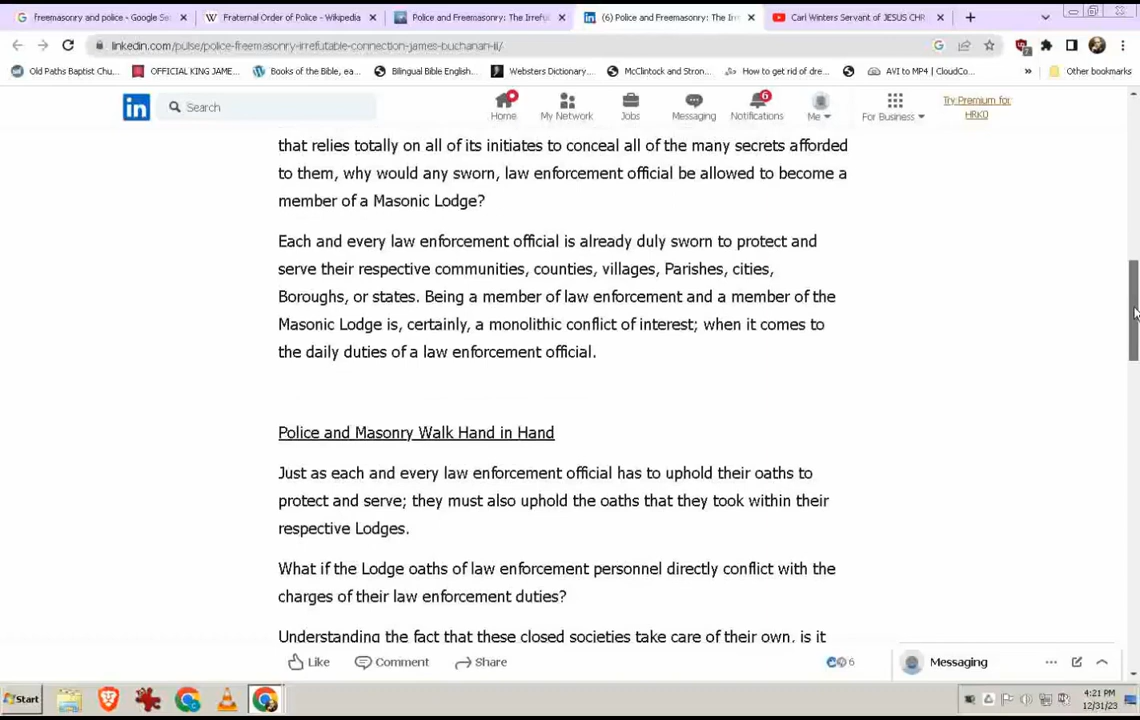 freemasonry and police - Google Se
Fraternal Order of Police - Wikipedia
Police and Freemasonry: The Irreful
(6) Police and Freemasonry: The Irr
Carl Winters Servant of JESUS CHR
linkedin.com/pulse/police-freemasonry-irrefutable-connection-james-buchanan-ii/
Old Paths Baptist Chu...
OFFICIAL KING JAME...
Books of the Bible, ea...
Bilingual Bible English...
Websters Dictionary...
McClintock and Stron...
How to get rid of dre...
AVI to MP4 | CloudCo...
»
Other bookmarks
in
Search
Home
My Network
Jobs
Messaging
6
Notifications
Me
For Business
Try Premium for
HRK0
that relies totally on all of its initiates to conceal all of the many secrets afforded
to them, why would any sworn, law enforcement official be allowed to become a
member of a Masonic Lodge?
Each and every law enforcement official is already duly sworn to protect and
serve their respective communities, counties, villages, Parishes, cities,
Boroughs, or states. Being a member of law enforcement and a member of the
Masonic Lodge is, certainly, a monolithic conflict of interest; when it comes to
the daily duties of a law enforcement official.
Police and Masonry Walk Hand in Hand
Just as each and every law enforcement official has to uphold their oaths to
protect and serve; they must also uphold the oaths that they took within their
respective Lodges.
What if the Lodge oaths of law enforcement personnel directly conflict with the
charges of their law enforcement duties?
Understanding the fact that these closed societies take care of their own, is it
Like
Comment
Share
6
Messaging
Start
4:21 PM
12/31/23